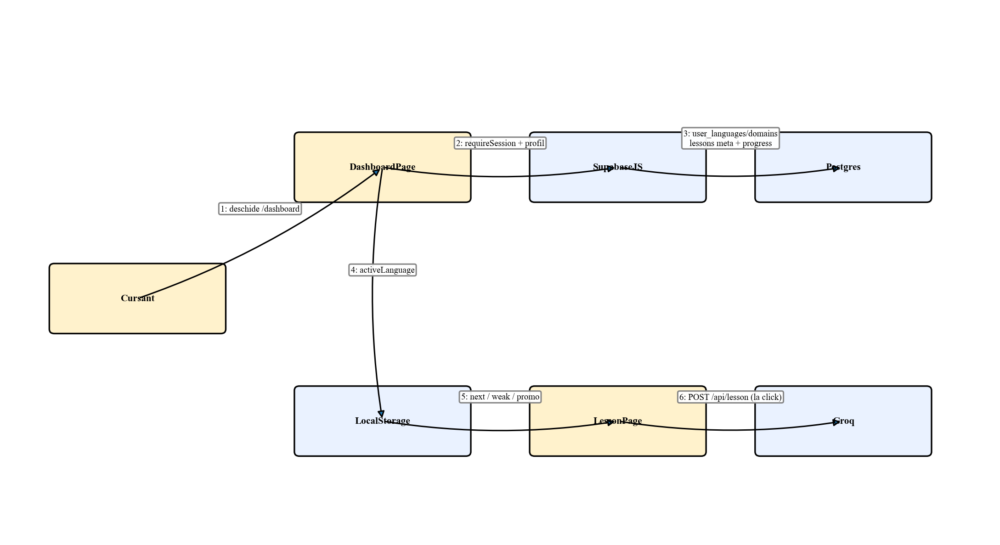 3: user_languages/domains
lessons meta + progress
2: requireSession + profil
DashboardPage
SupabaseJS
Postgres
1: deschide /dashboard
4: activeLanguage
Cursant
5: next / weak / promo
6: POST /api/lesson (la click)
LocalStorage
LessonPage
Groq